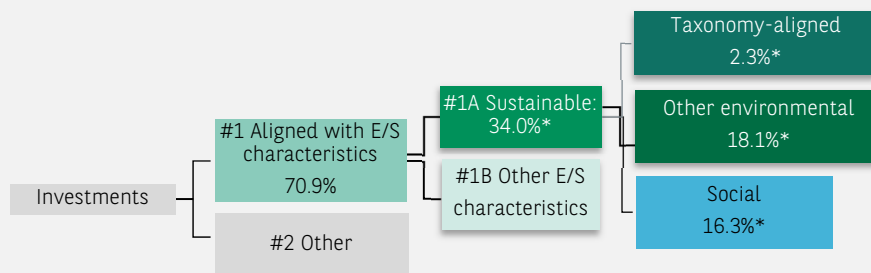 Investments
#1 Aligned with E/S
characteristics
70.9%
#2 Other
#1A Sustainable:
34.0%*
#1B Other E/S
characteristics
Taxonomy-aligned
2.3%*
Other environmental
18.1%*
Social
16.3%*